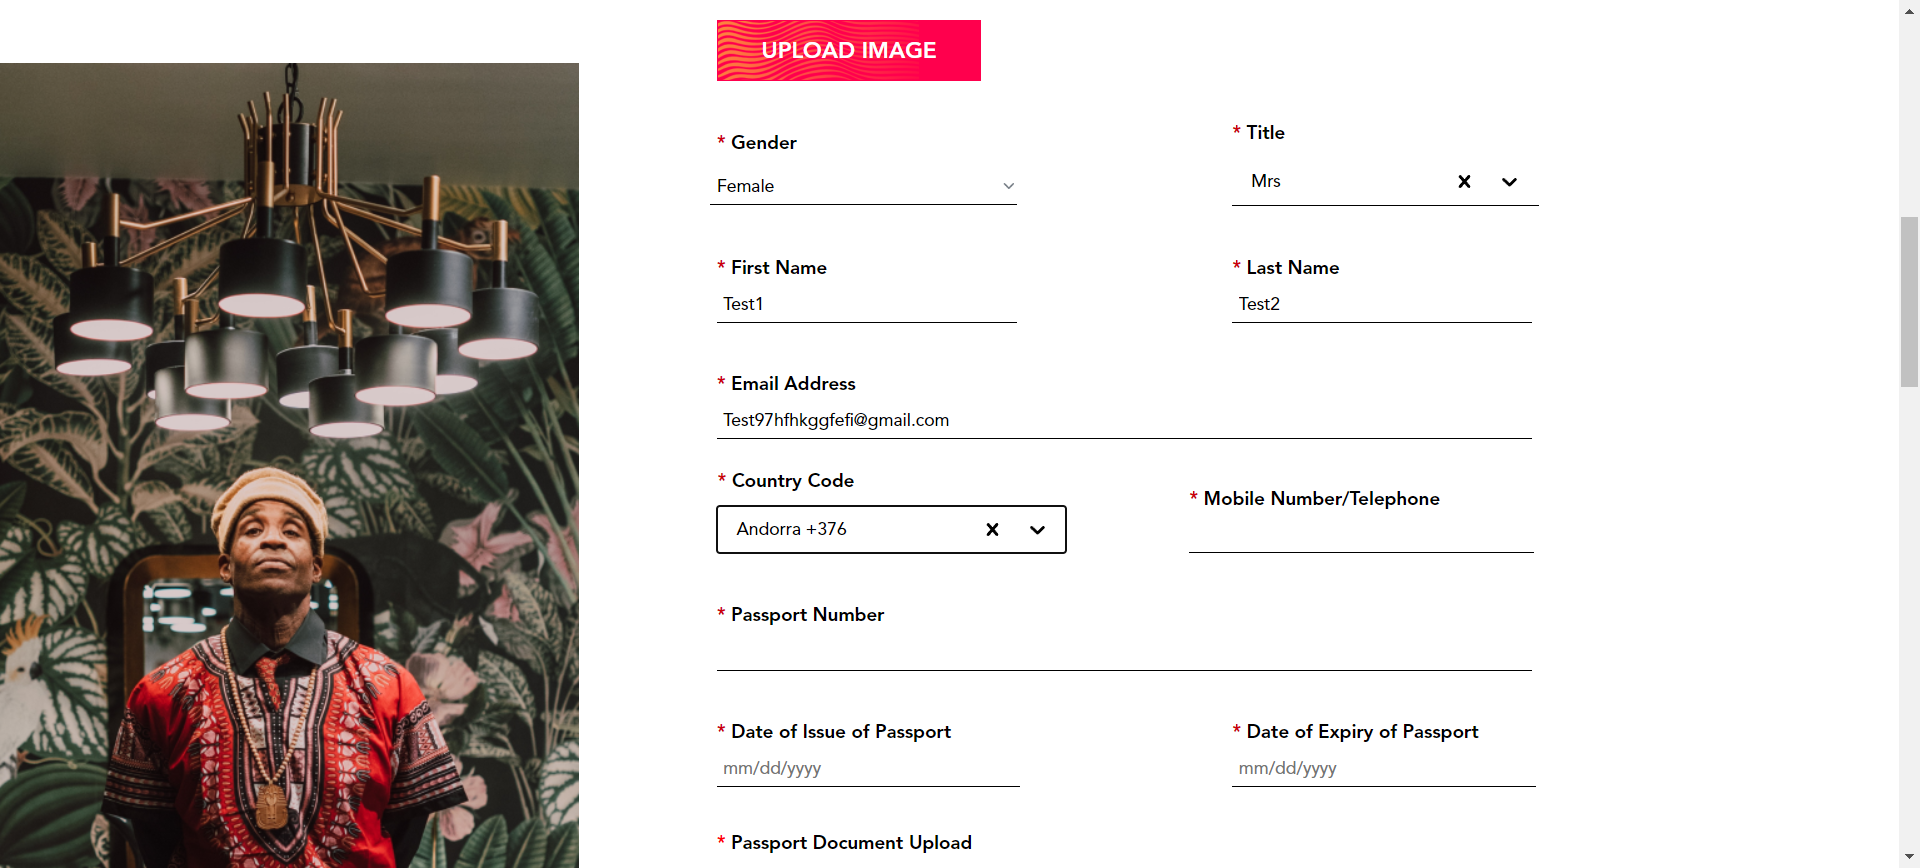 UPLOAD IMAGE
* Gender
* Title
Female
Mrs
* First Name
* Last Name
Test1
Test2
* Email Address
Test97hfhkggfefi@gmail.com
* Country Code
* Mobile Number/Telephone
Andorra +376
* Passport Number
* Date of Issue of Passport
* Date of Expiry of Passport
mm/dd/yyyy
mm/dd/yyyy
* Passport Document Upload